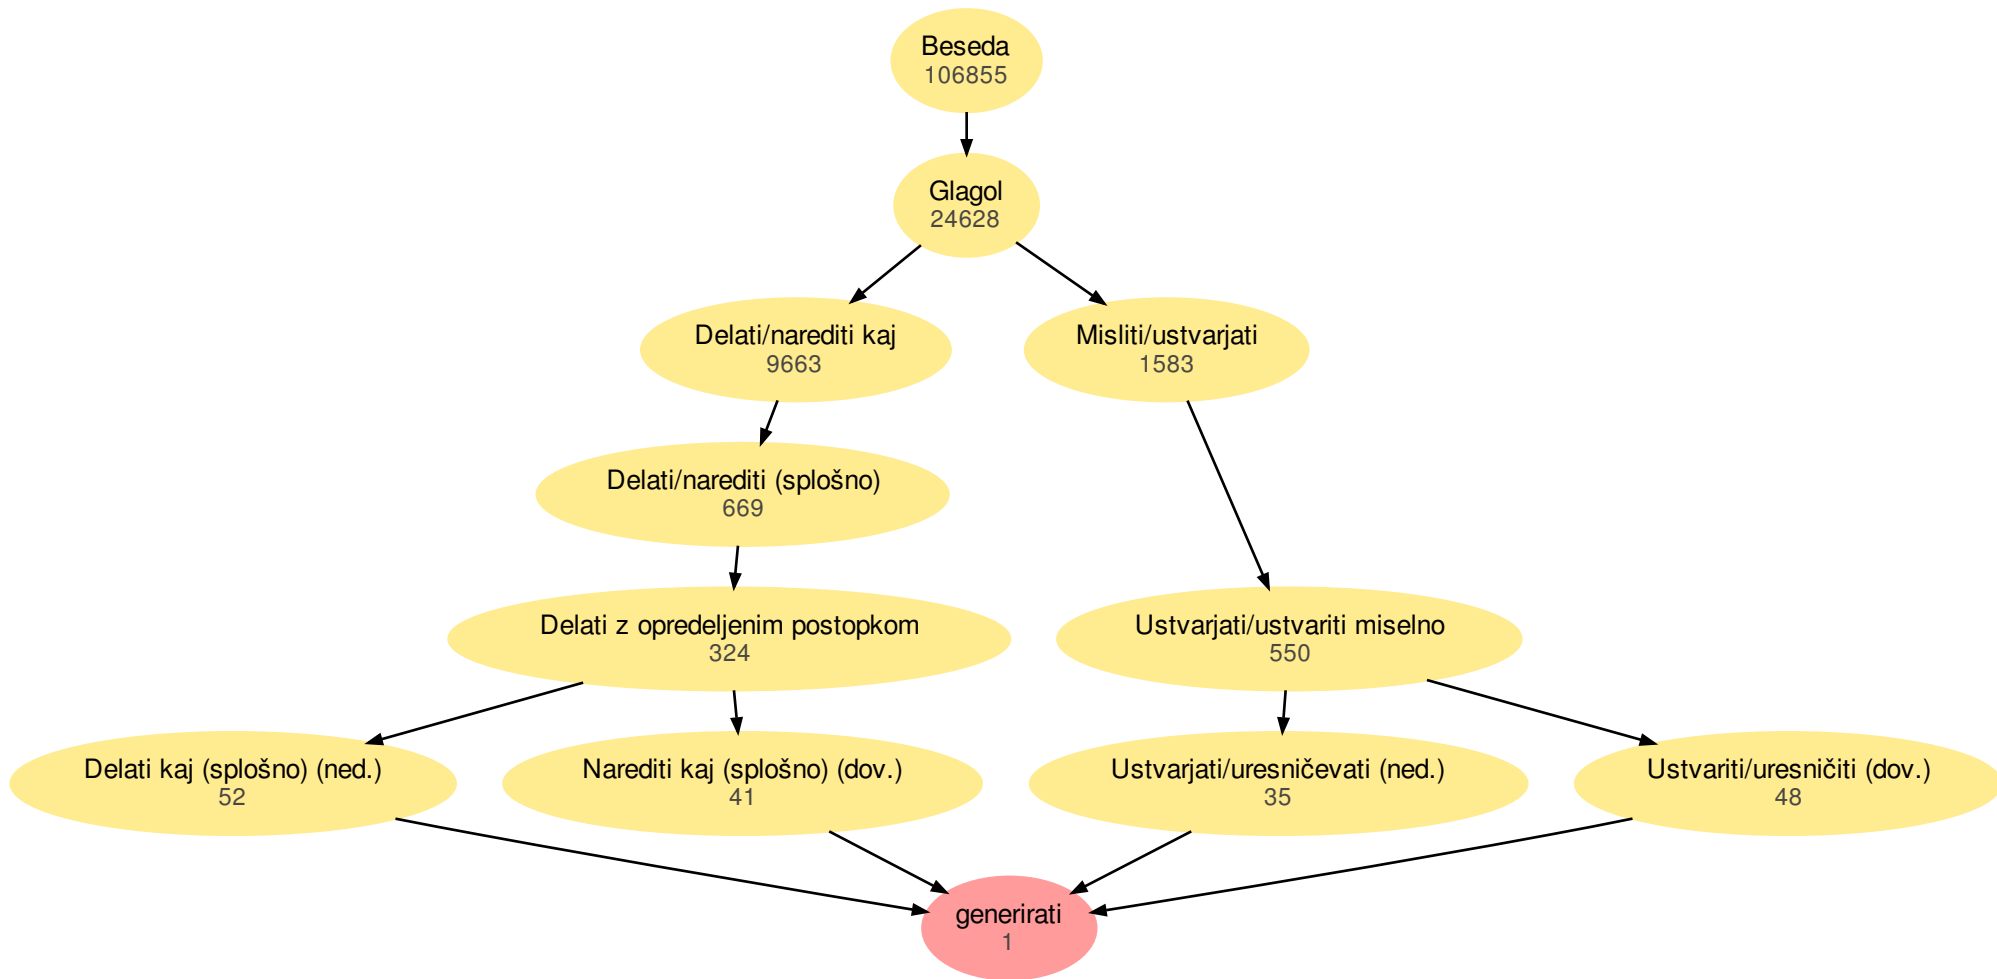 Beseda
106855
Glagol
24628
Delati/narediti kaj
9663
Misliti/ustvarjati
1583
Delati/narediti (splošno)
669
Delati z opredeljenim postopkom
324
Ustvarjati/ustvariti miselno
550
Delati kaj (splošno) (ned.)
52
Narediti kaj (splošno) (dov.)
41
Ustvarjati/uresničevati (ned.)
35
Ustvariti/uresničiti (dov.)
48
generirati
1